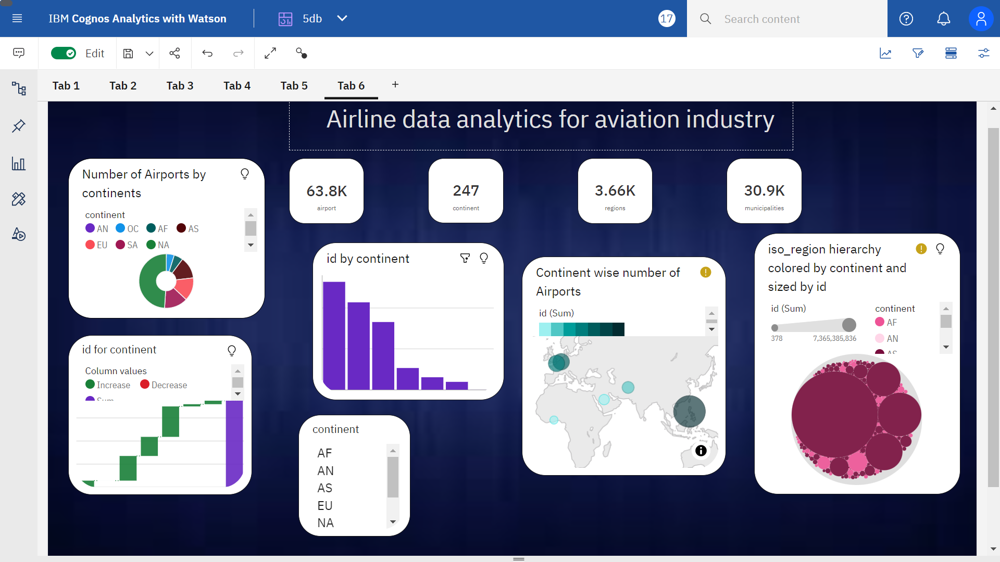 IBM Cognos Analytics with Watson
5db
17
Search content
Edit
Tab 1
Tab 2
Tab 3
Tab 4
Tab 5
Tab 6
Airline data analytics for aviation industry
Number of Airports by
continents
continent
AN OC AF AS
EU SA NA
63.8K
airport
247
continent
3.66K
regions
30.9K
municipalities
id by continent
Continent wise number of
Airports
id (Sum)
iso_region hierarchy
colored by continent and
sized by id
id (Sum)
378 7,365,385,836
continent
AF
AN
AS
id for continent
Column values
Increase Decrease
Sum
continent
AF
AN
AS
EU
NA